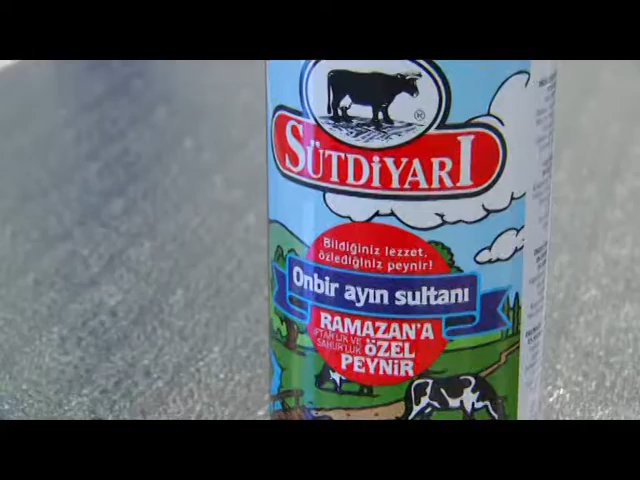 SÜTDİYARI
®
Bildiğiniz lezzet,
özlediğiniz peynir!
Onbir ayın sultanı
RAMAZAN'A
İFTAR'LIK VE
SAHUR'LUK
ÖZEL
PEYNİR